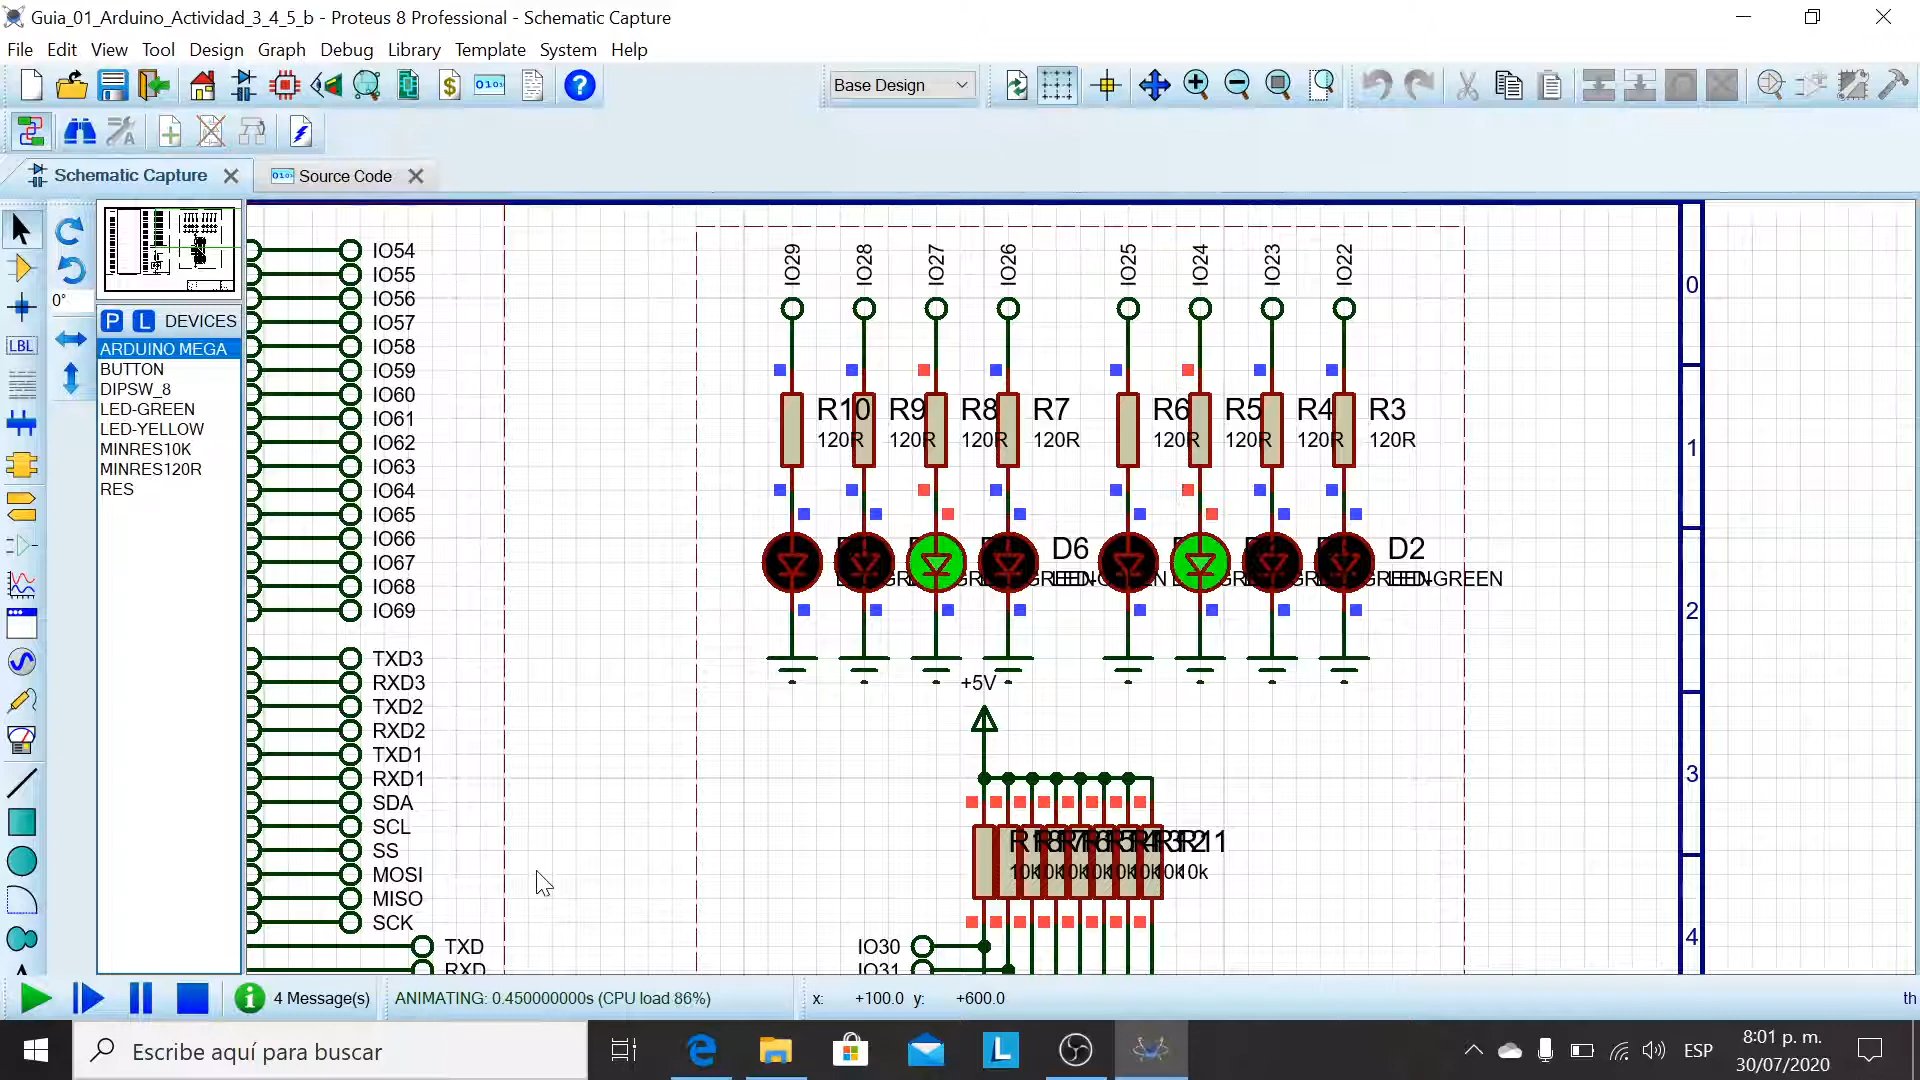 Guia_01_Arduino_Actividad_3_4_5_b - Proteus 8 Professional - Schematic Capture
File Edit View Tool Design Graph Debug Library Template System Help
Base Design
Schematic Capture
Source Code
0°
LBL
P L DEVICES
ARDUINO MEGA
BUTTON
DIPSW_8
LED-GREEN
LED-YELLOW
MINRES10K
MINRES120R
RES
IO54
IO55
IO56
IO57
IO58
IO59
IO60
IO61
IO62
IO63
IO64
IO65
IO66
IO67
IO68
IO69
TXD3
RXD3
TXD2
RXD2
TXD1
RXD1
SDA
SCL
SS
MOSI
MISO
SCK
TXD
RXD
IO29 IO28 IO27 IO26 IO25 IO24 IO23 IO22
R10 R9 R8 R7 R6 R5 R4 R3
120R 120R 120R 120R 120R 120R 120R 120R
D6 D2
LED-GREEN
+5V
R11
10k
IO30
IO31
0
1
2
3
4
4 Message(s)
ANIMATING: 0.450000000s (CPU load 86%)
x: +100.0 y: +600.0
th
Escribe aquí para buscar
ESP
8:01 p. m.
30/07/2020